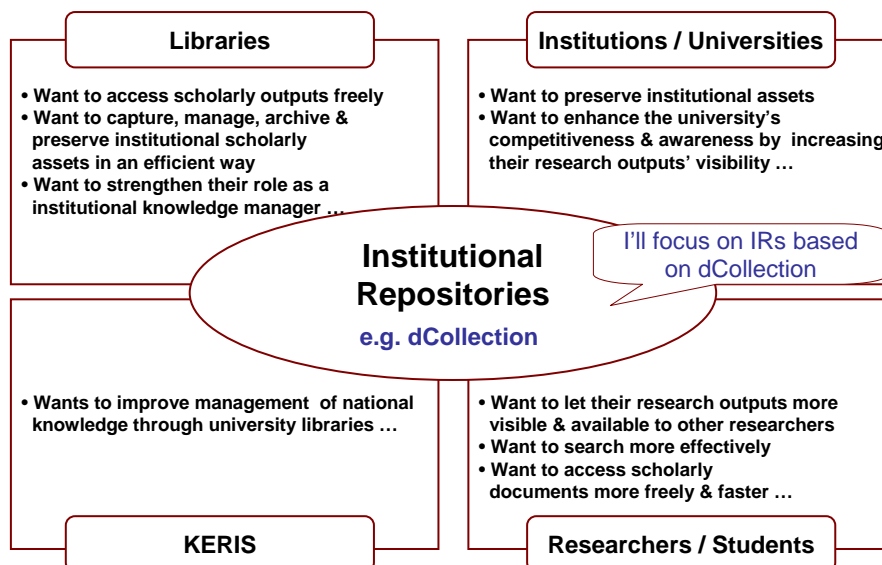 Libraries
• Want to access scholarly outputs freely
• Want to capture, manage, archive &
preserve institutional scholarly
assets in an efficient way
• Want to strengthen their role as a
institutional knowledge manager …
Institutions / Universities
• Want to preserve institutional assets
• Want to enhance the university’s
competitiveness & awareness by increasing
their research outputs’ visibility …
Institutional
Repositories
e.g. dCollection
I’ll focus on IRs based
on dCollection
• Wants to improve management of national
knowledge through university libraries …
KERIS
• Want to let their research outputs more
visible & available to other researchers
• Want to search more effectively
• Want to access scholarly
documents more freely & faster …
Researchers / Students